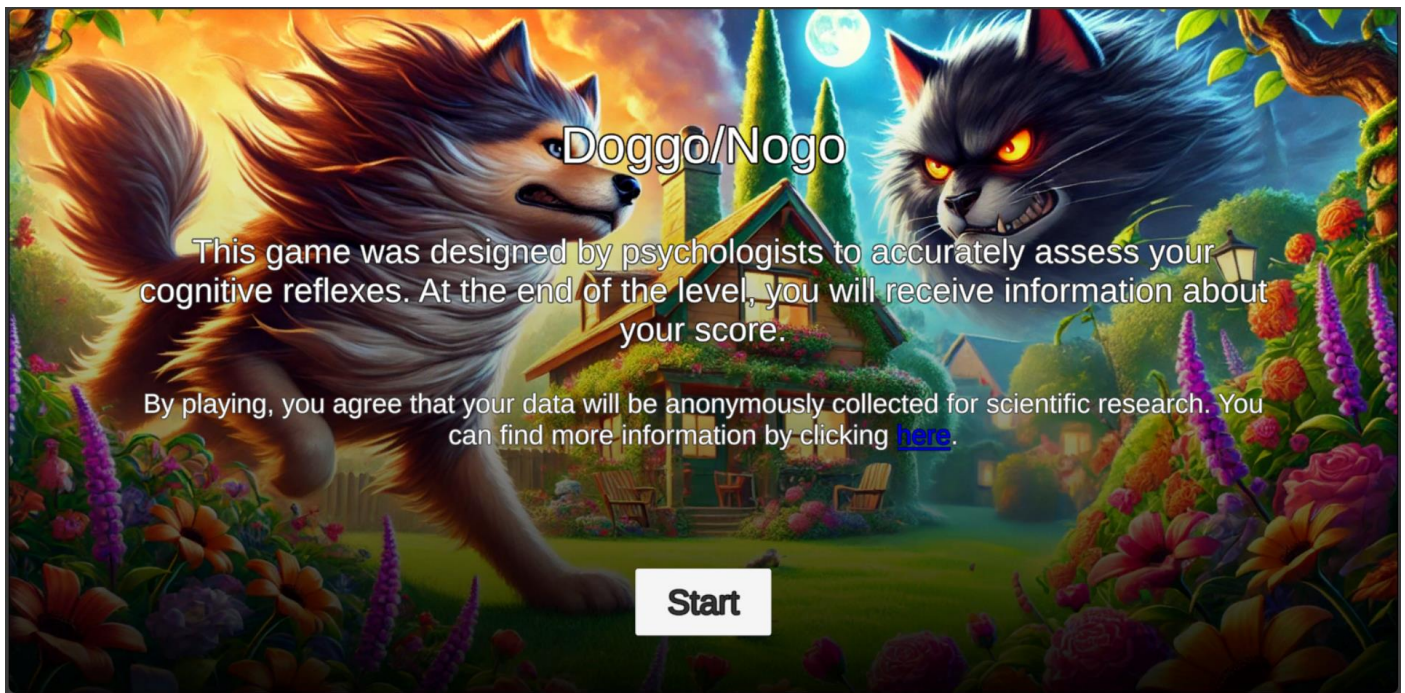 Doggo/Nogo
This game was designed by psychologists to accurately assess your
cognitive reflexes. At the end of the level, you will receive information about
your score.
By playing, you agree that your data will be anonymously collected for scientific research. You
can find more information by clicking here.
Start